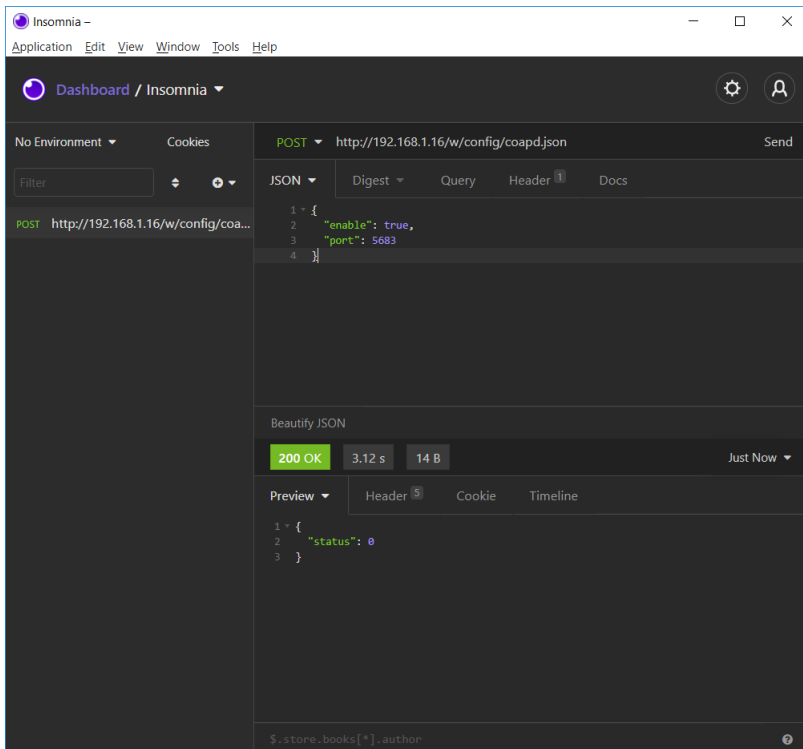 Insomnia –
Application Edit View Window Tools Help
Dashboard / Insomnia
No Environment Cookies
POST http://192.168.1.16/w/config/coapd.json Send
Filter
JSON Digest Query Header 1 Docs
POST http://192.168.1.16/w/config/coa...
1 {
2 "enable": true,
3 "port": 5683
4 }
Beautify JSON
200 OK 3.12 s 14 B Just Now
Preview Header 5 Cookie Timeline
1 {
2 "status": 0
3 }
$.store.books[*].author